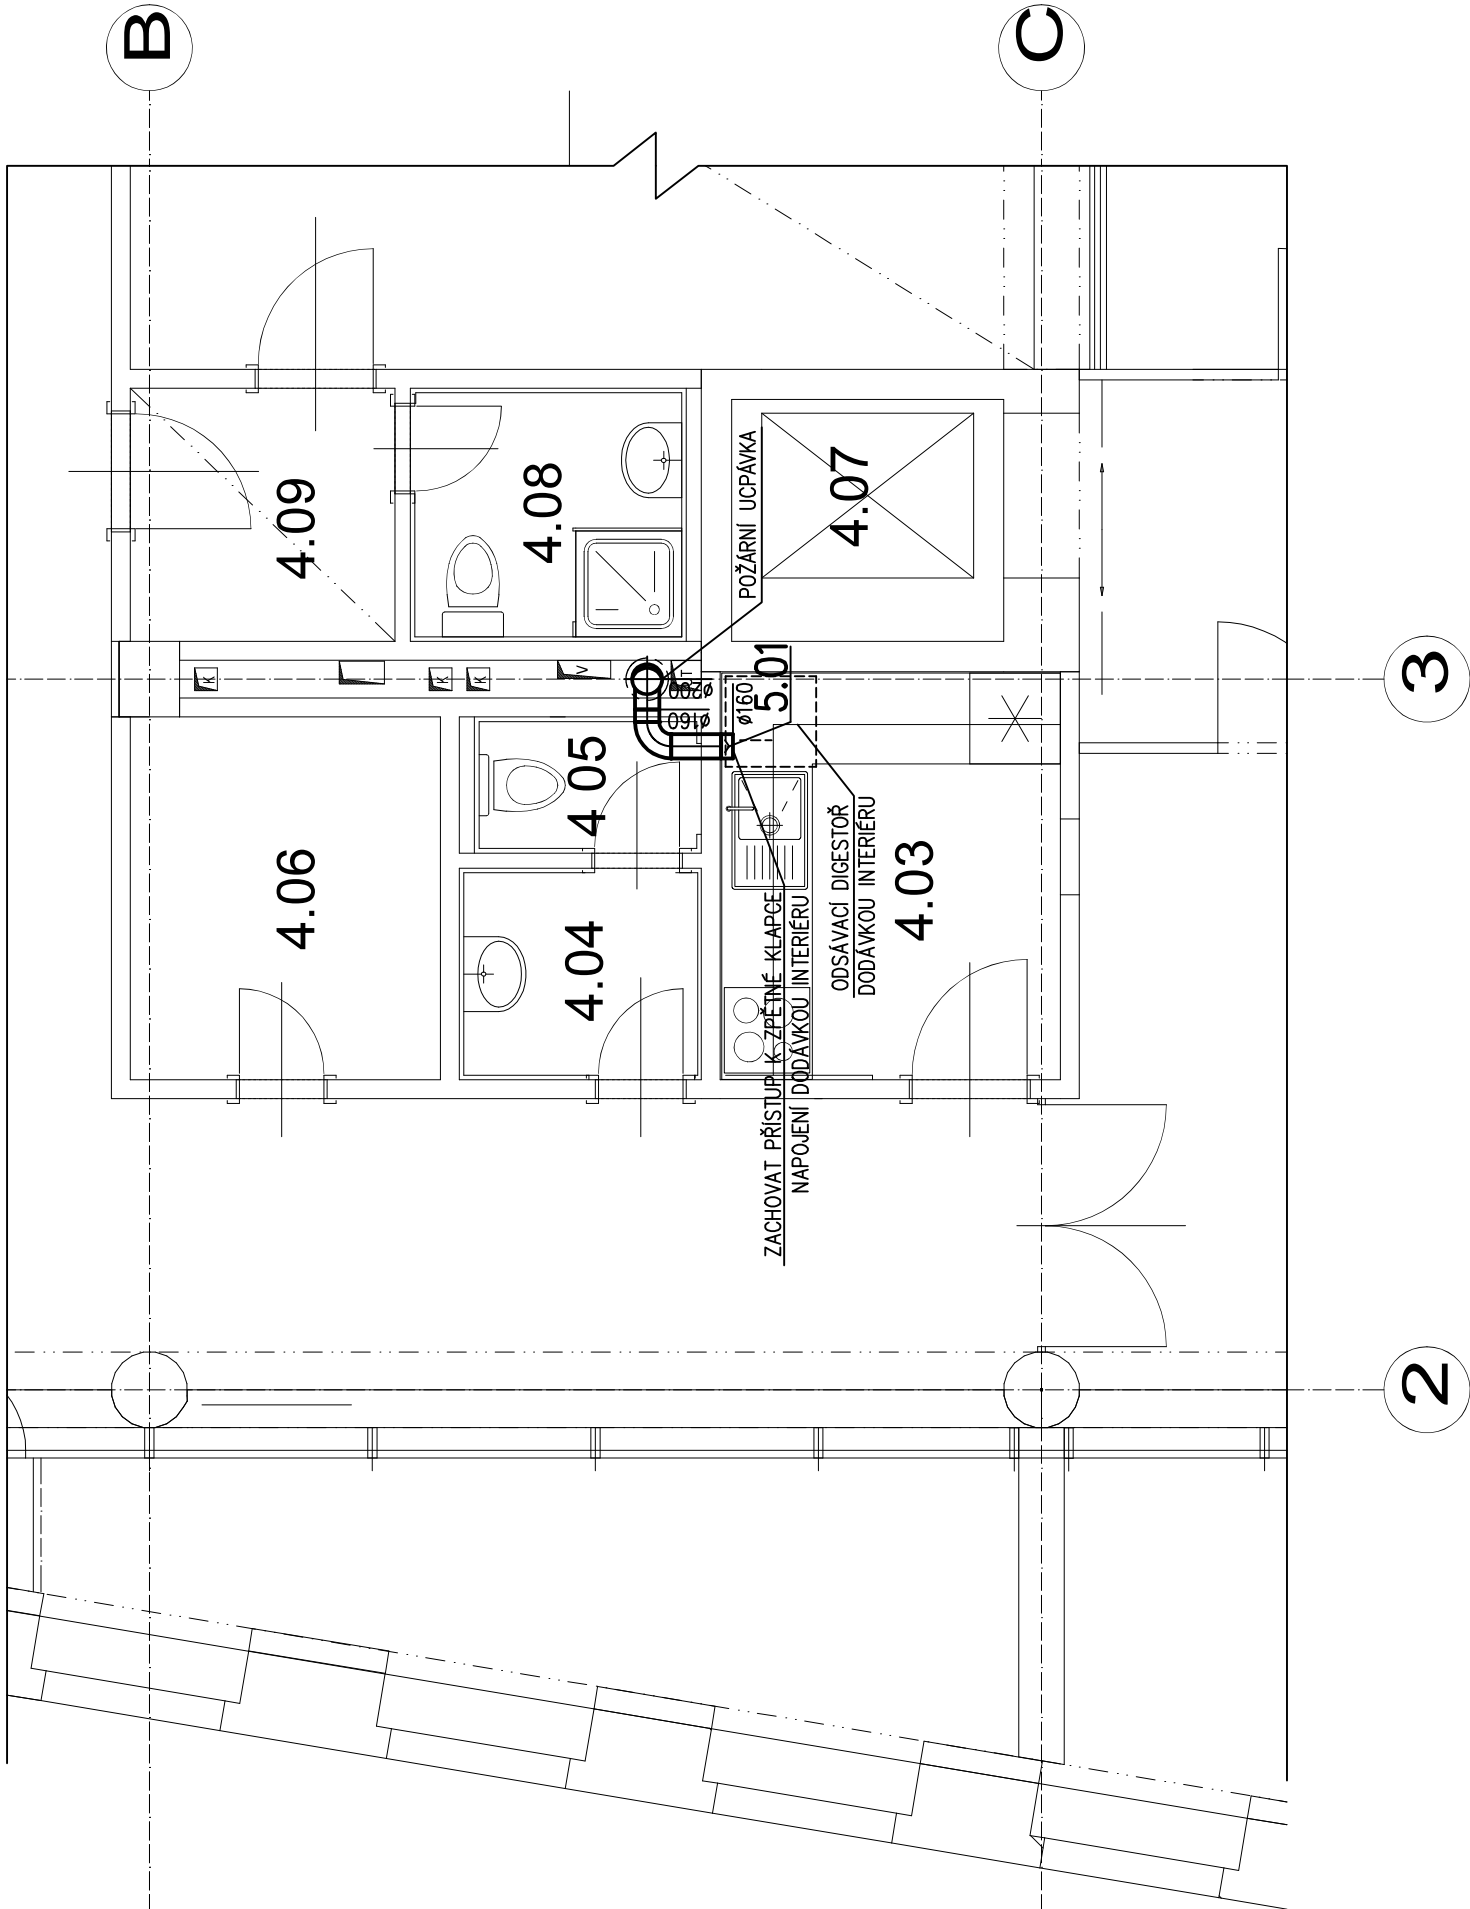 B
C
3
2
4.09
4.08
4.07
POŽÁRNÍ UCPÁVKA
K
K
K
V
ø200
ø160
ø160
5.01
4.06
4 05
4.04
4.03
ODSÁVACÍ DIGESTOŘ
DODÁVKOU INTERIÉRU
ZACHOVAT PŘÍSTUP K ZPĚTNÉ KLAPCE
NAPOJENÍ DODÁVKOU INTERIÉRU